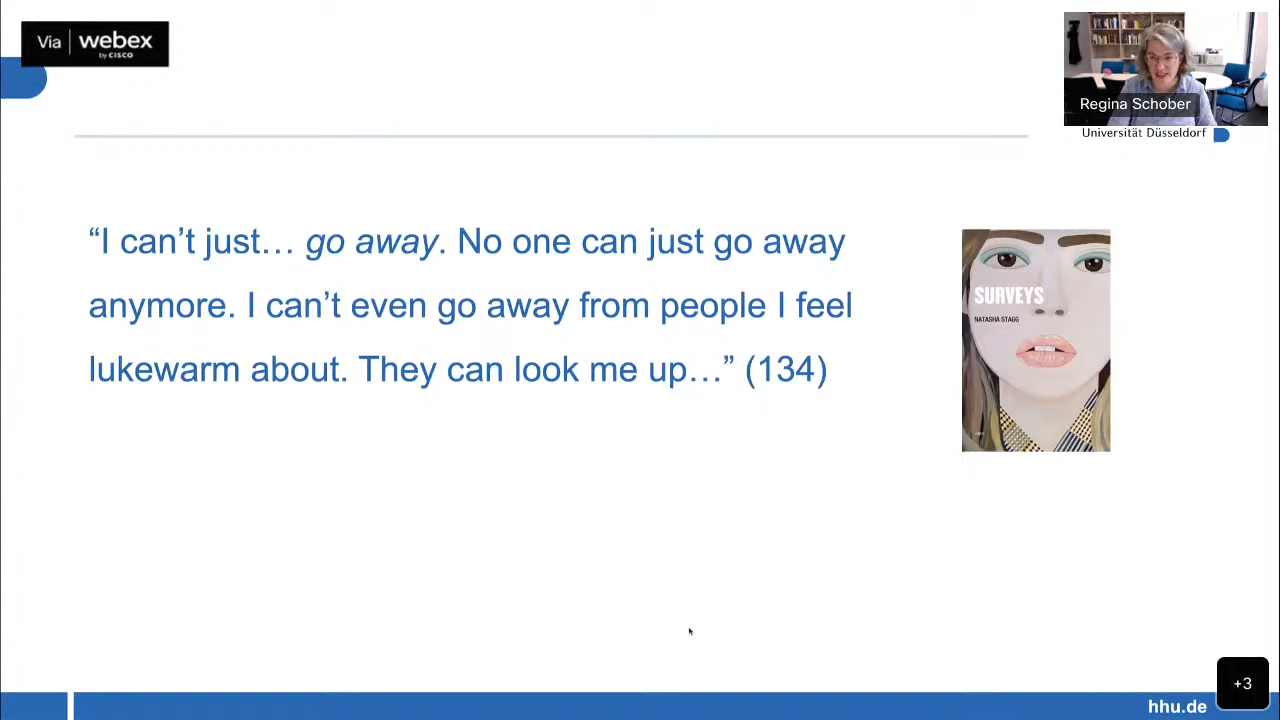 Via webex
by CISCO
Regina Schober
Universität Düsseldorf
“I can’t just… go away. No one can just go away
anymore. I can’t even go away from people I feel
lukewarm about. They can look me up…” (134)
SURVEYS
NATASHA STAGG
+3
hhu.de